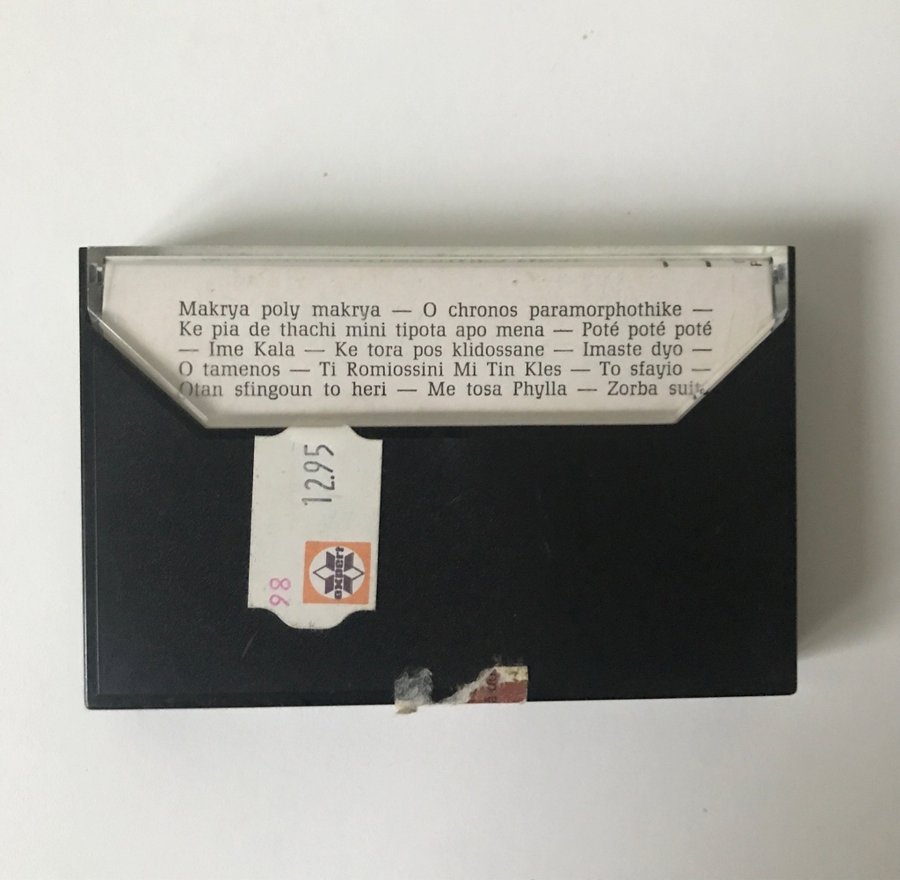 Makrya poly makrya — O chronos paramorphothike —
Ke pia de thachi mini tipota apo mena — Poté poté poté
— Ime Kala — Ke tora pos klidossane — Imaste dyo —
O tamenos — Ti Romiossini Mi Tin Kles — To sfayio —
Otan sfingoun to heri — Me tosa Phylla — Zorba suite
12.95
expert
98